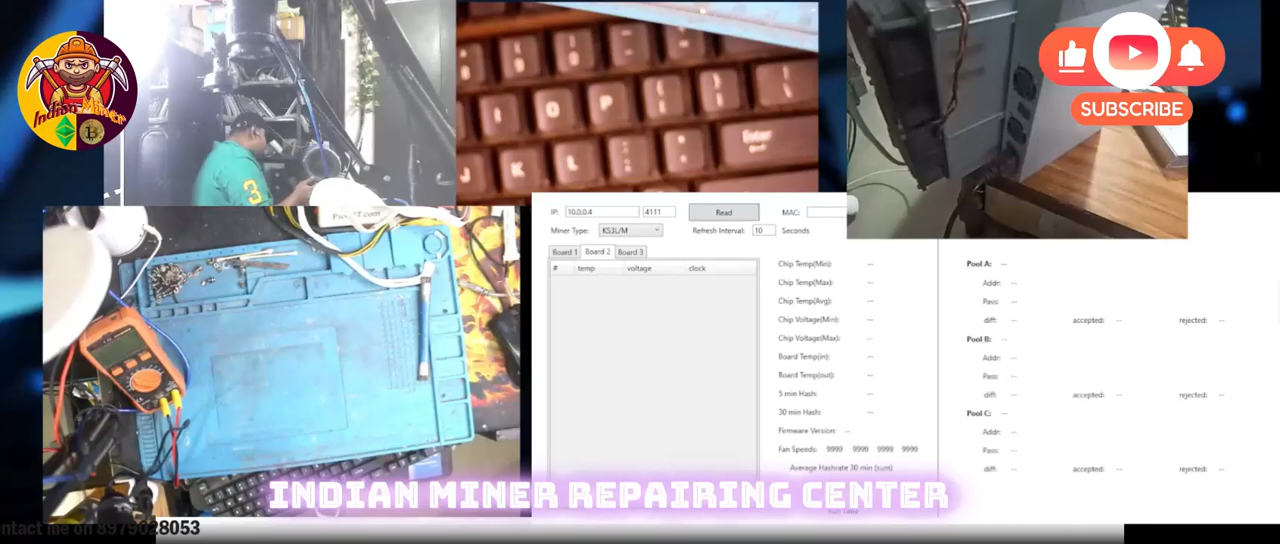 Indian Miner
SUBSCRIBE
3
I O P
J K L
Enter
IP: 10.0.0.4 4111 Read MAC:
Miner Type: KS3L/M Refresh Interval: 10 Seconds
Board 1 Board 2 Board 3
# temp voltage clock
Chip Temp(Min): --
Chip Temp(Max): --
Chip Temp(Avg): --
Chip Voltage(Min): --
Chip Voltage(Max): --
Board Temp(in): --
Board Temp(out): --
5 min Hash: --
30 min Hash: --
Firmware Version: --
Fan Speeds: 9999 9999 9999 9999
Average Hashrate 30 min (sum)
Pool A: --
Addr: --
Pass: --
diff: -- accepted: -- rejected: --
Pool B: --
Addr: --
Pass: --
diff: -- accepted: -- rejected: --
Pool C: --
Addr: --
Pass: --
diff: -- accepted: -- rejected: --
INDIAN MINER REPAIRING CENTER
ntact me on 8979028053